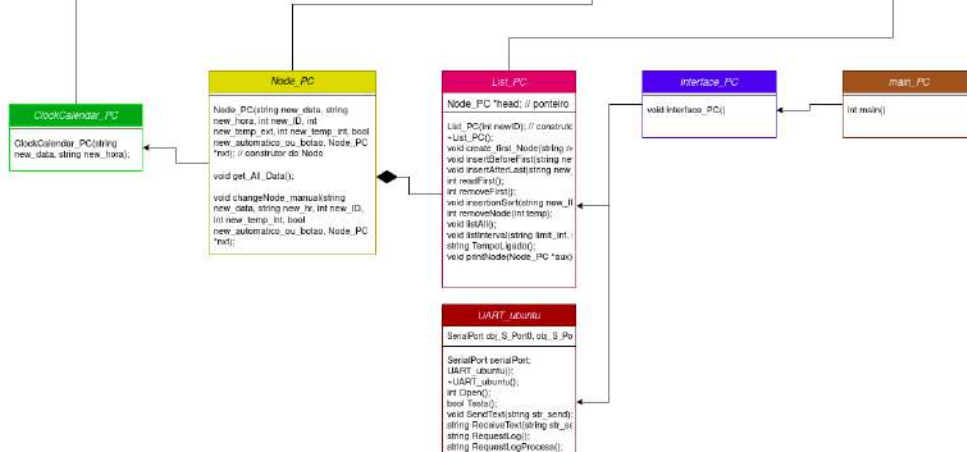 ClockCalendar_PC
ClockCalendar_PC(string
new_data, string new_hora);
Node_PC
Node_PC(string new_data, string
new_hora, int new_ID, int
new_temp_ext, int new_temp_int, bool
new_automatico_ou_botao, Node_PC
*nxt); // construtor do Node
void get_All_Data();
void changeNode_manual(string
new_data, string new_hr, int new_ID,
int new_temp_int, bool
new_automatico_ou_botao, Node_PC
*nxt);
List_PC
Node_PC *head; // ponteiro
List_PC(int newID); // construto
~List_PC();
void create_first_Node(string
void insertBeforeFirst(string
void insertAfterLast(string new_
int readFirst();
int removeFirst();
void insertionSort(string
int removeNode(int temp);
void listAll();
void listInterval(string limit_inf,
string TempoLigado();
void printNode(Node_PC *aux)
Interface_PC
void interface_PC()
main_PC
int main()
UART_ubuntu
SerialPort obj_S_Port0, obj_S_Po
SerialPort serialPort;
UART_ubuntu();
~UART_ubuntu();
int Open();
bool Tests();
void SendText(string str_send);
string ReceiveText(string
string RequestLog();
string RequestLogProcess();